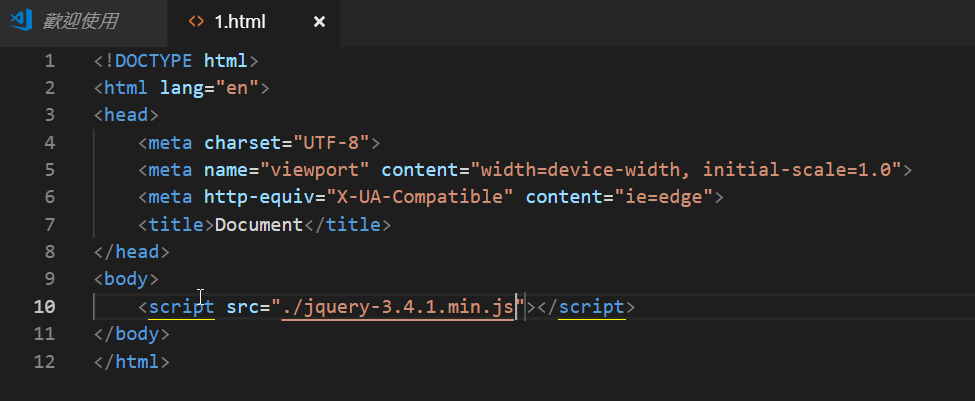 歡迎使用 <> 1.html ×
1 <!DOCTYPE html>
2 <html lang="en">
3 <head>
4 <meta charset="UTF-8">
5 <meta name="viewport" content="width=device-width, initial-scale=1.0">
6 <meta http-equiv="X-UA-Compatible" content="ie=edge">
7 <title>Document</title>
8 </head>
9 <body>
10 <script src="./jquery-3.4.1.min.js"></script>
11 </body>
12 </html>